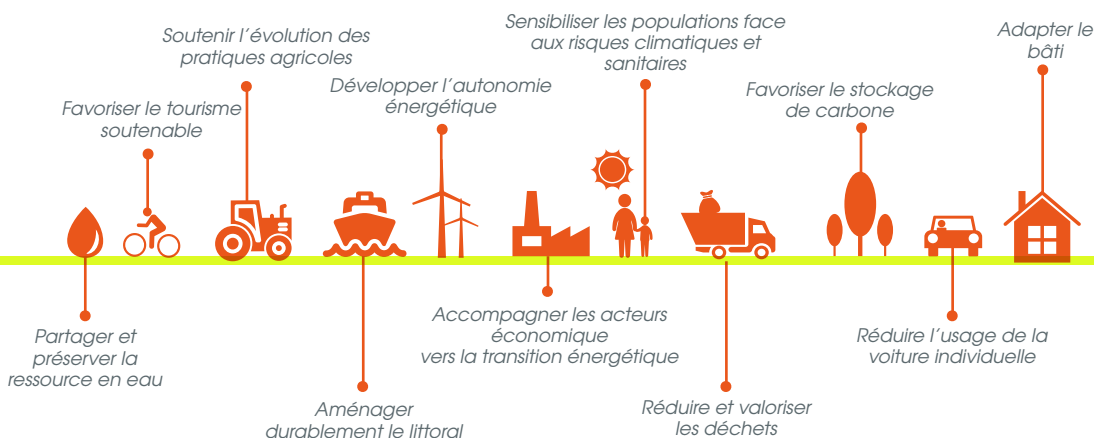 Partager et
préserver la
ressource en eau
Favoriser le tourisme
soutenable
Soutenir l'évolution des
pratiques agricoles
Aménager
durablement le littoral
Développer l'autonomie
énergétique
Accompagner les acteurs
économique
vers la transition énergétique
Sensibiliser les populations face
aux risques climatiques et
sanitaires
Réduire et valoriser
les déchets
Favoriser le stockage
de carbone
Réduire l'usage de la
voiture individuelle
Adapter le
bâti